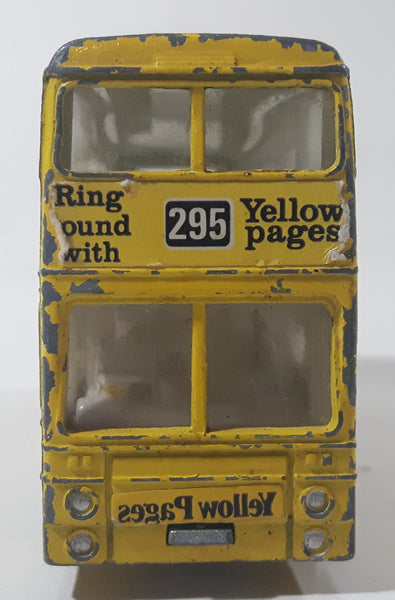 Ring
ound
with
295
Yellow
pages
Yellow Pages